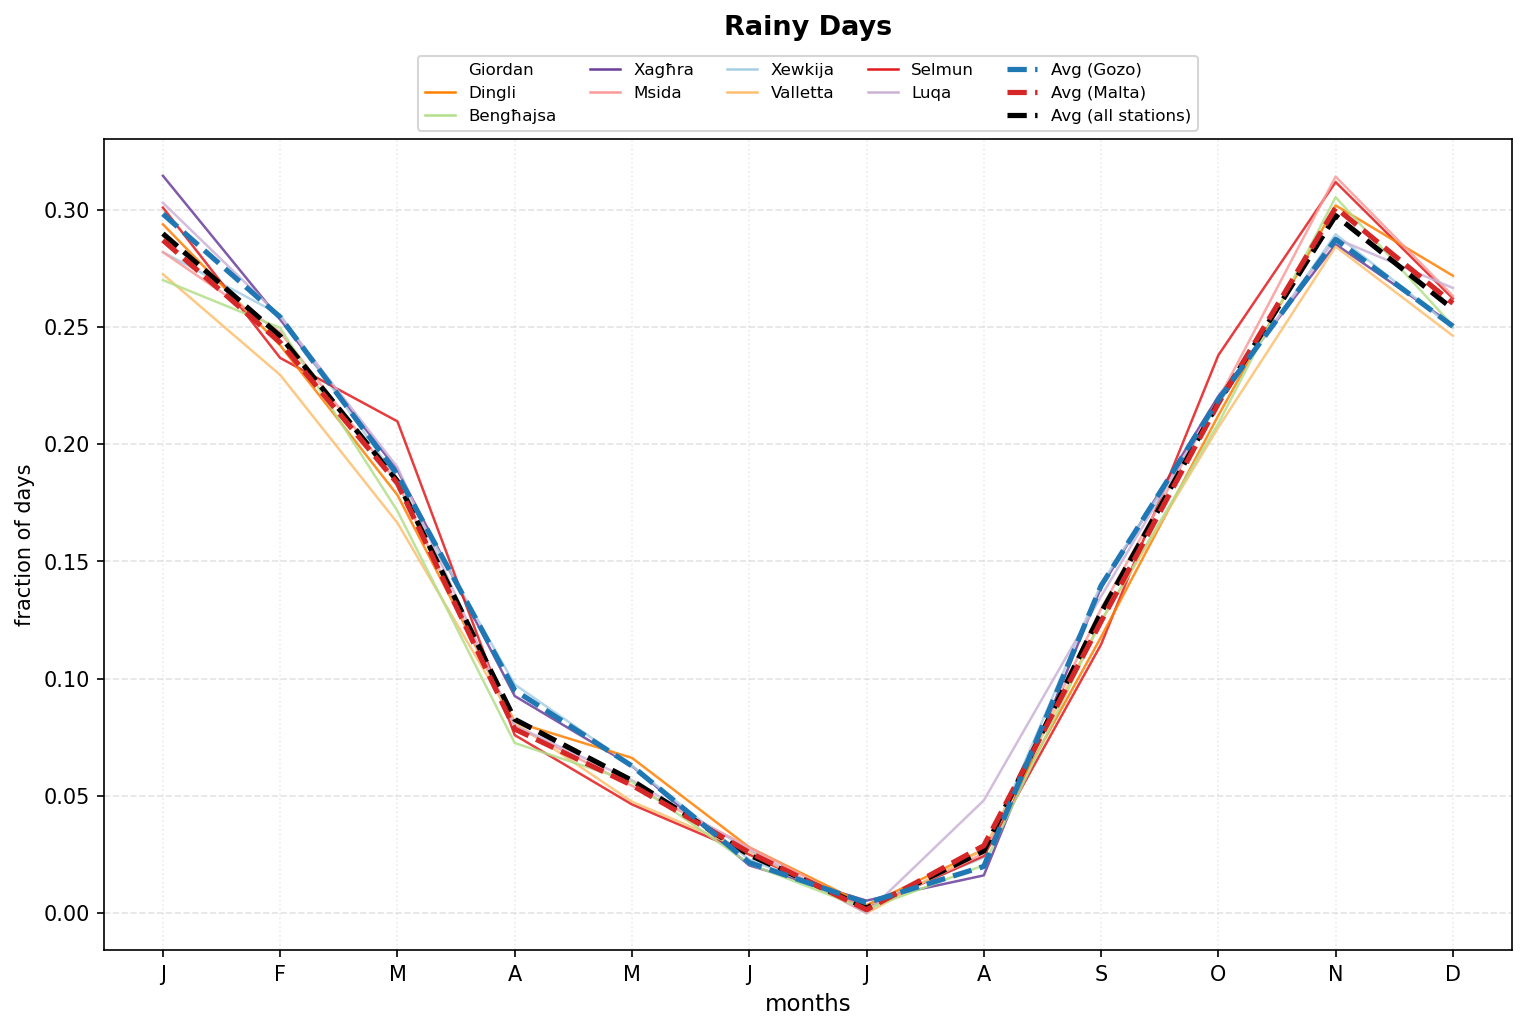 Rainy Days
Giordan Xagħra Xewkija Selmun Avg (Gozo)
Dingli Msida Valletta Luqa Avg (Malta)
Bengħajsa Avg (all stations)
0.30
0.25
0.20
0.15
0.10
0.05
0.00
fraction of days
J F M A M J J A S O N D
months